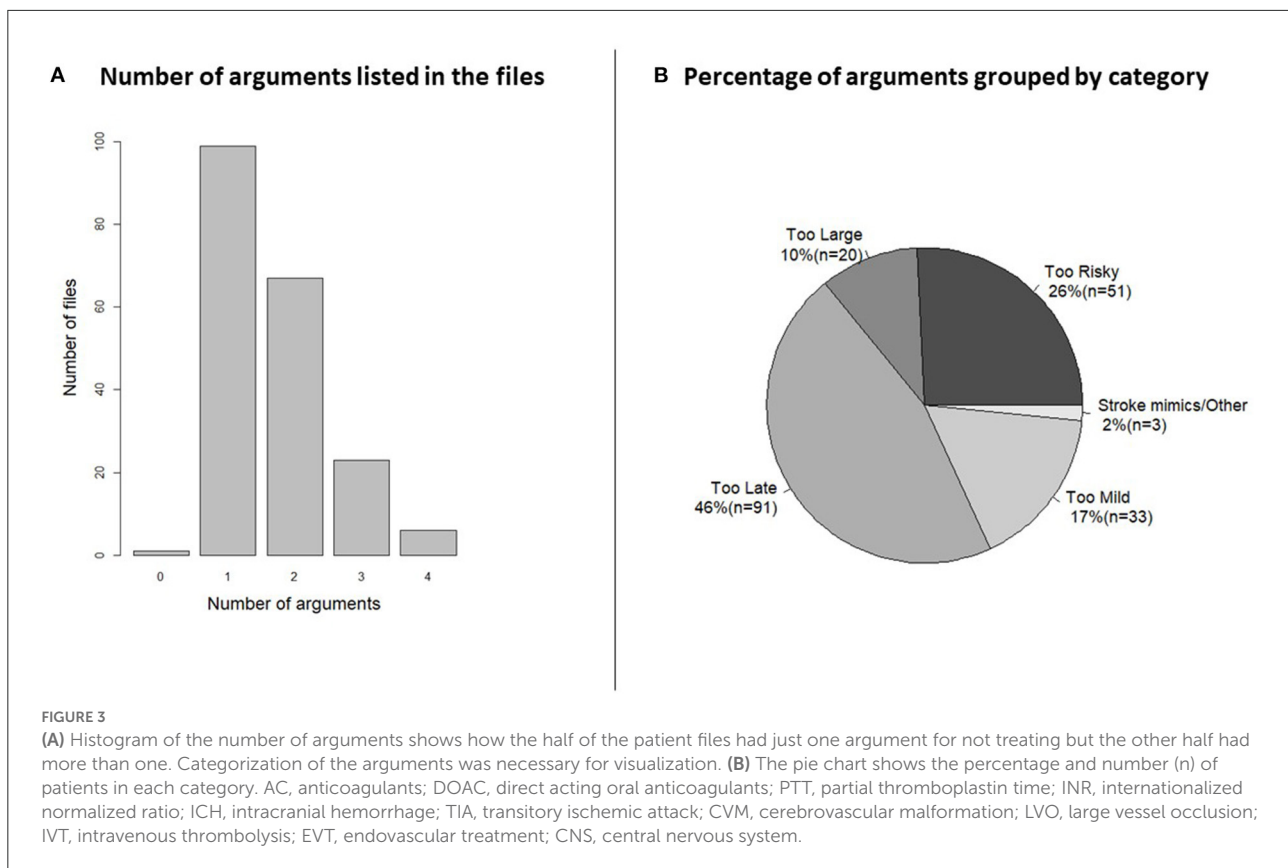 A Number of arguments listed in the files
100
80
60
40
20
0
Number of files
0 1 2 3 4
Number of arguments
B Percentage of arguments grouped by category
Too Large
10%(n=20)
Too Risky
26%(n=51)
Stroke mimics/Other
2%(n=3)
Too Late
46%(n=91)
Too Mild
17%(n=33)
FIGURE 3
(A) Histogram of the number of arguments shows how the half of the patient files had just one argument for not treating but the other half had
more than one. Categorization of the arguments was necessary for visualization. (B) The pie chart shows the percentage and number (n) of
patients in each category. AC, anticoagulants; DOAC, direct acting oral anticoagulants; PTT, partial thromboplastin time; INR, internationalized
normalized ratio; ICH, intracranial hemorrhage; TIA, transitory ischemic attack; CVM, cerebrovascular malformation; LVO, large vessel occlusion;
IVT, intravenous thrombolysis; EVT, endovascular treatment; CNS, central nervous system.